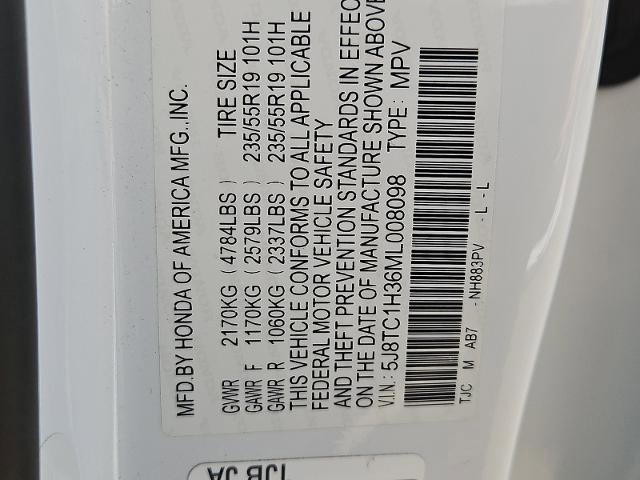 MFD.BY HONDA OF AMERICA MFG.,INC.
TIRE SIZE
GVWR 2170KG ( 4784LBS )
GAWR F 1170KG ( 2579LBS ) 235/55R19 101H
GAWR R 1060KG ( 2337LBS ) 235/55R19 101H
THIS VEHICLE CONFORMS TO ALL APPLICABLE
FEDERAL MOTOR VEHICLE SAFETY
AND THEFT PREVENTION STANDARDS IN EFFEC
ON THE DATE OF MANUFACTURE SHOWN ABOVE
V.I.N.: 5J8TC1H36ML008098 TYPE: MPV
TJC M AB7 -NH883PV L -L
TJB JA